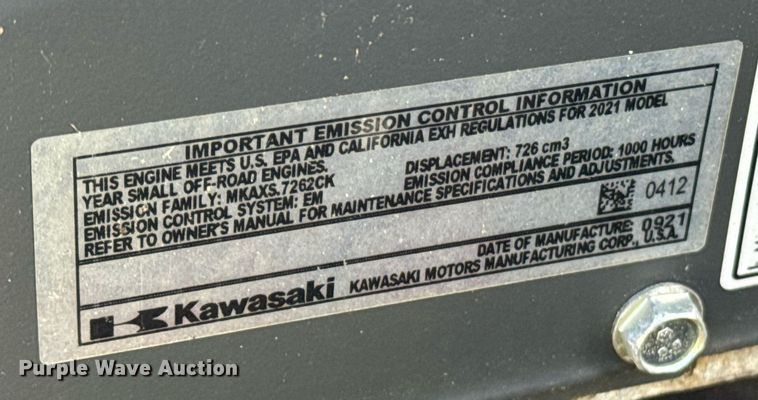 IMPORTANT EMISSION CONTROL INFORMATION
THIS ENGINE MEETS U.S. EPA AND CALIFORNIA EXH REGULATIONS FOR 2021 MODEL
YEAR SMALL OFF-ROAD ENGINES.
EMISSION FAMILY: MKAXS.7262CK DISPLACEMENT: 726 cm3
EMISSION CONTROL SYSTEM: EM EMISSION COMPLIANCE PERIOD: 1000 HOURS
REFER TO OWNER'S MANUAL FOR MAINTENANCE SPECIFICATIONS AND ADJUSTMENTS.
0412
DATE OF MANUFACTURE: 0921
Kawasaki KAWASAKI MOTORS MANUFACTURING CORP., U.S.A.
Purple Wave Auction